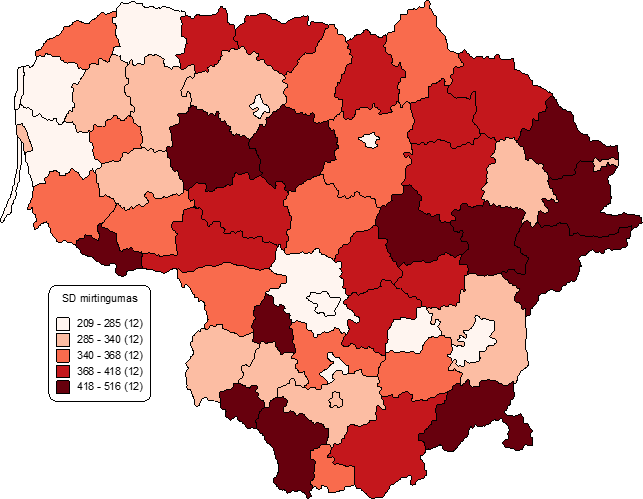 SD mirtingumas
209 - 285 (12)
285 - 340 (12)
340 - 368 (12)
368 - 418 (12)
418 - 516 (12)